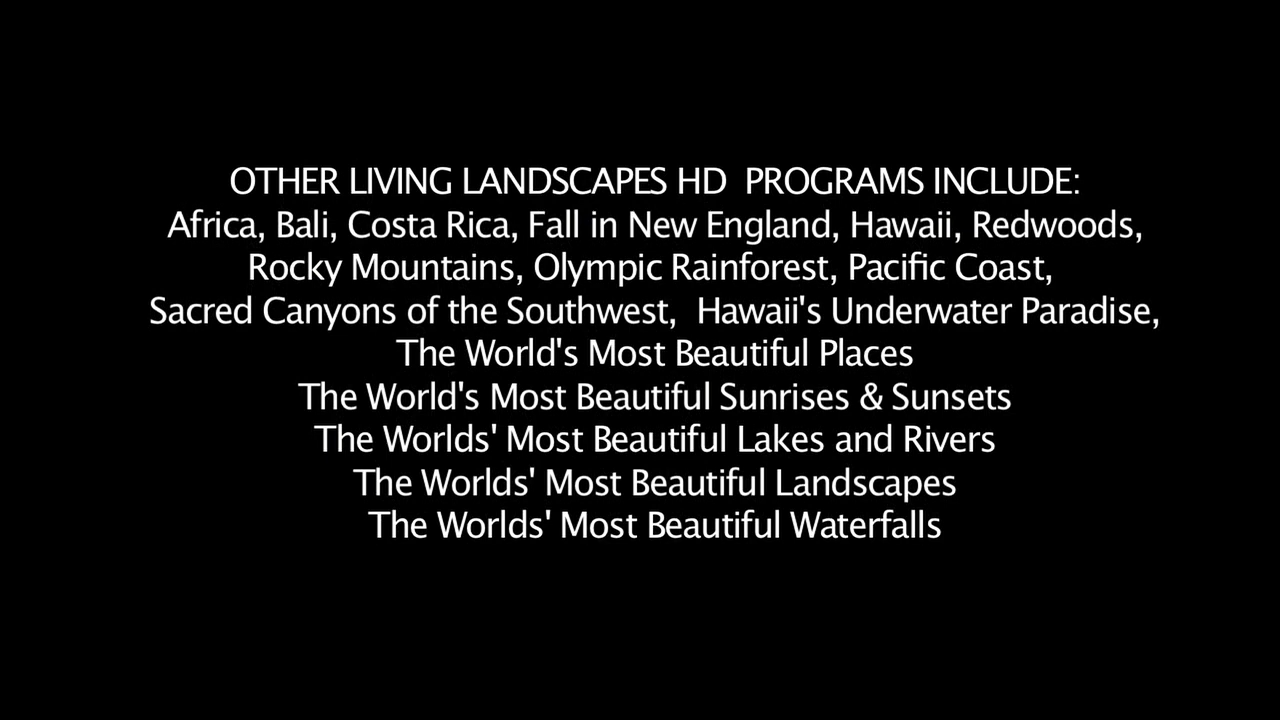 OTHER LIVING LANDSCAPES HD  PROGRAMS INCLUDE:
Africa, Bali, Costa Rica, Fall in New England, Hawaii, Redwoods,
Rocky Mountains, Olympic Rainforest, Pacific Coast,
Sacred Canyons of the Southwest,  Hawaii's Underwater Paradise,
The World's Most Beautiful Places
The World's Most Beautiful Sunrises & Sunsets
The Worlds' Most Beautiful Lakes and Rivers
The Worlds' Most Beautiful Landscapes
The Worlds' Most Beautiful Waterfalls